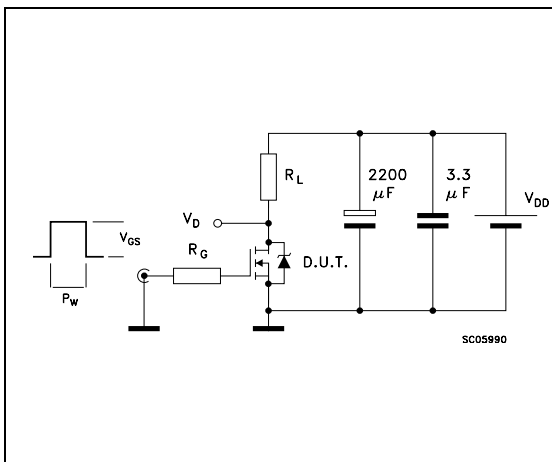 2200
μF
3.3
μF
R_L
V_DD
V_D
V_GS
R_G
D.U.T.
P_W
SC05990